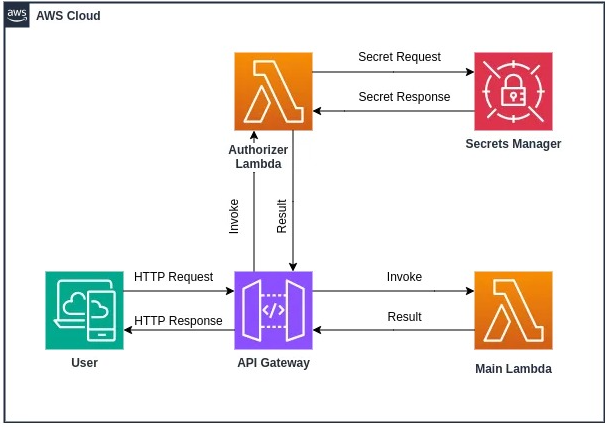 aws
AWS Cloud
Secret Request
Secret Response
Authorizer
Lambda
Secrets Manager
Invoke
Result
HTTP Request
HTTP Response
Invoke
Result
</>
User
API Gateway
Main Lambda